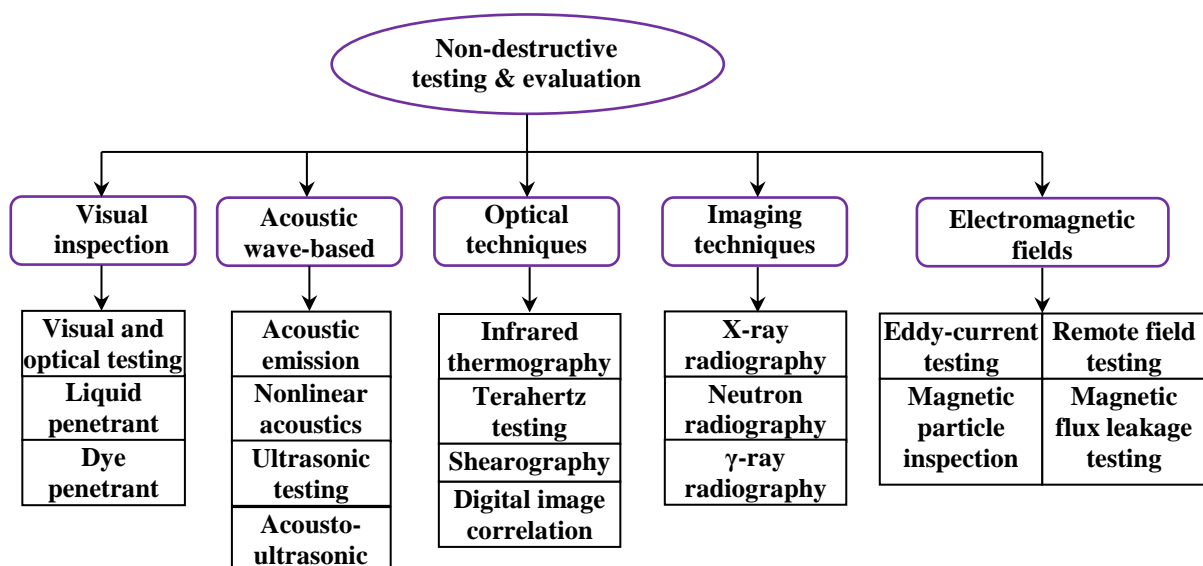 Non-destructive
testing & evaluation
Visual
inspection
Acoustic
wave-based
Optical
techniques
Imaging
techniques
Electromagnetic
fields
Visual and
optical testing
Liquid
penetrant
Dye
penetrant
Acoustic
emission
Nonlinear
acoustics
Ultrasonic
testing
Acousto-
ultrasonic
Infrared
thermography
Terahertz
testing
Shearography
Digital image
correlation
X-ray
radiography
Neutron
radiography
γ-ray
radiography
Eddy-current
testing
Remote field
testing
Magnetic
particle
inspection
Magnetic
flux leakage
testing